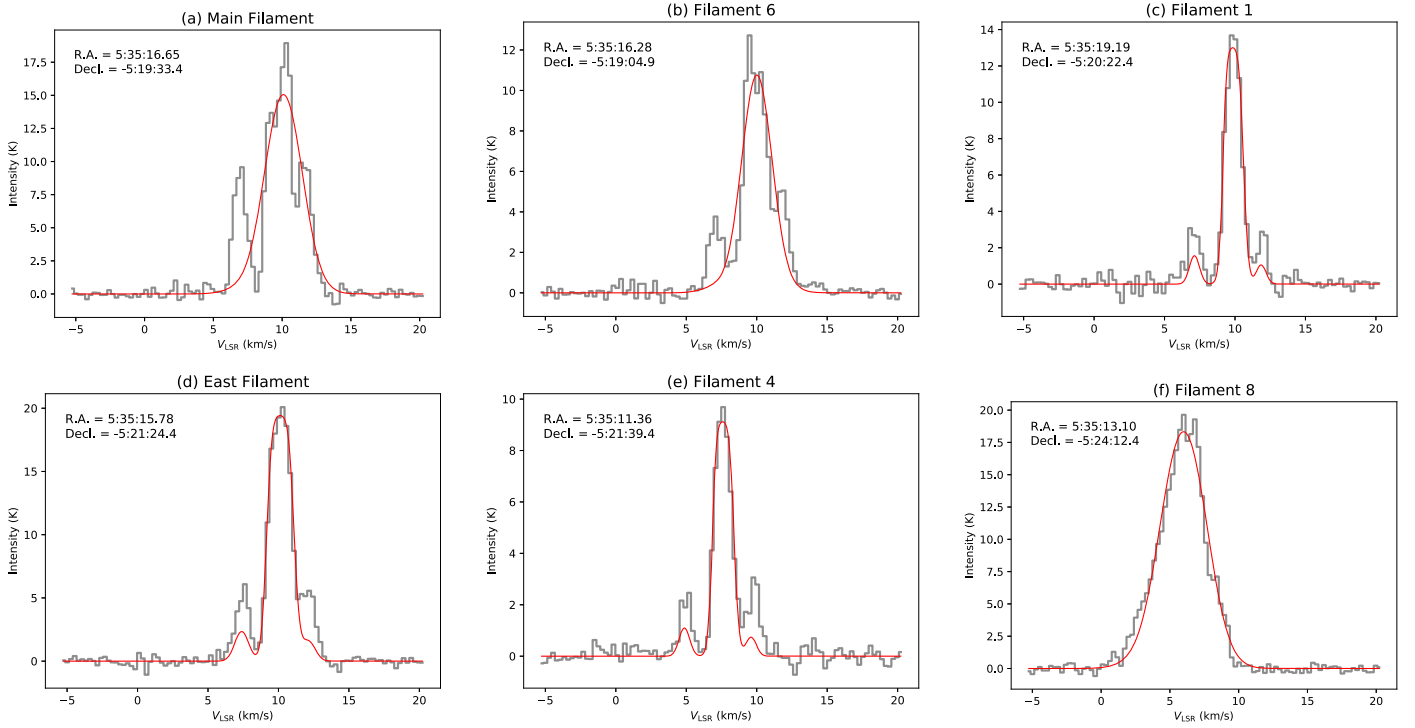 (a) Main Filament
R.A. = 5:35:16.65
Decl. = -5:19:33.4
17.5
15.0
12.5
10.0
7.5
5.0
2.5
0.0
Intensity (K)
−5 0 5 10 15 20
V_LSR (km/s)
(b) Filament 6
R.A. = 5:35:16.28
Decl. = -5:19:04.9
12
10
8
6
4
2
0
Intensity (K)
−5 0 5 10 15 20
V_LSR (km/s)
(c) Filament 1
R.A. = 5:35:19.19
Decl. = -5:20:22.4
14
12
10
8
6
4
2
0
Intensity (K)
−5 0 5 10 15 20
V_LSR (km/s)
(d) East Filament
R.A. = 5:35:15.78
Decl. = -5:21:24.4
20
15
10
5
0
Intensity (K)
−5 0 5 10 15 20
V_LSR (km/s)
(e) Filament 4
R.A. = 5:35:11.36
Decl. = -5:21:39.4
10
8
6
4
2
0
Intensity (K)
−5 0 5 10 15 20
V_LSR (km/s)
(f) Filament 8
R.A. = 5:35:13.10
Decl. = -5:24:12.4
20.0
17.5
15.0
12.5
10.0
7.5
5.0
2.5
0.0
Intensity (K)
−5 0 5 10 15 20
V_LSR (km/s)